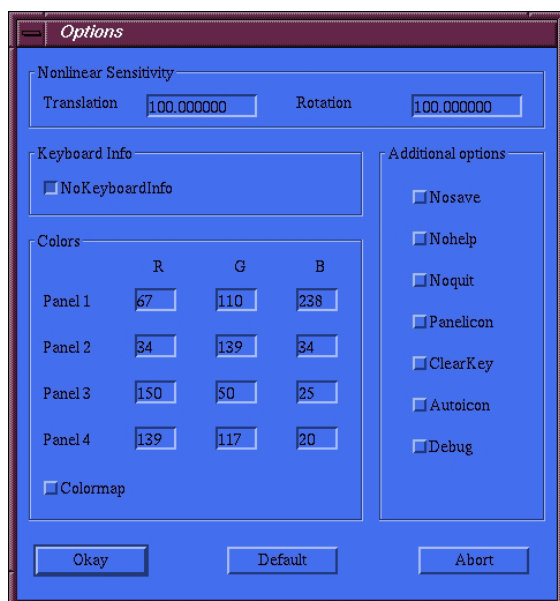 Options
Nonlinear Sensitivity
Translation 100.000000 Rotation 100.000000
Keyboard Info
NoKeyboardInfo
Colors
R G B
Panel 1 67 110 238
Panel 2 34 139 34
Panel 3 150 50 25
Panel 4 139 117 20
Colormap
Additional options
Nosave
Nohelp
Noquit
Panelicon
ClearKey
Autoicon
Debug
Okay Default Abort